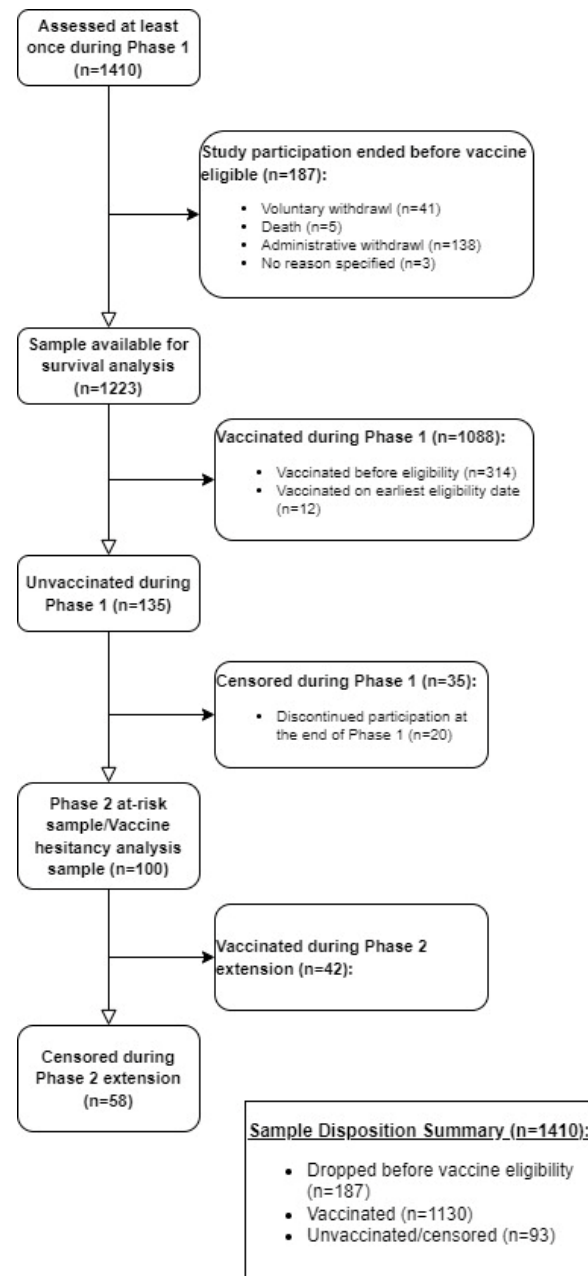 Assessed at least
once during Phase 1
(n=1410)
Study participation ended before vaccine
eligible (n=187):
• Voluntary withdrawl (n=41)
• Death (n=5)
• Administrative withdrawl (n=138)
• No reason specified (n=3)
Sample available for
survival analysis
(n=1223)
Vaccinated during Phase 1 (n=1088):
• Vaccinated before eligibility (n=314)
• Vaccinated on earliest eligibility date
(n=12)
Unvaccinated during
Phase 1 (n=135)
Censored during Phase 1 (n=35):
• Discontinued participation at
the end of Phase 1 (n=20)
Phase 2 at-risk
sample/Vaccine
hesitancy analysis
sample (n=100)
Vaccinated during Phase 2
extension (n=42):
Censored during
Phase 2 extension
(n=58)
Sample Disposition Summary (n=1410):
• Dropped before vaccine eligibility
(n=187)
• Vaccinated (n=1130)
• Unvaccinated/censored (n=93)